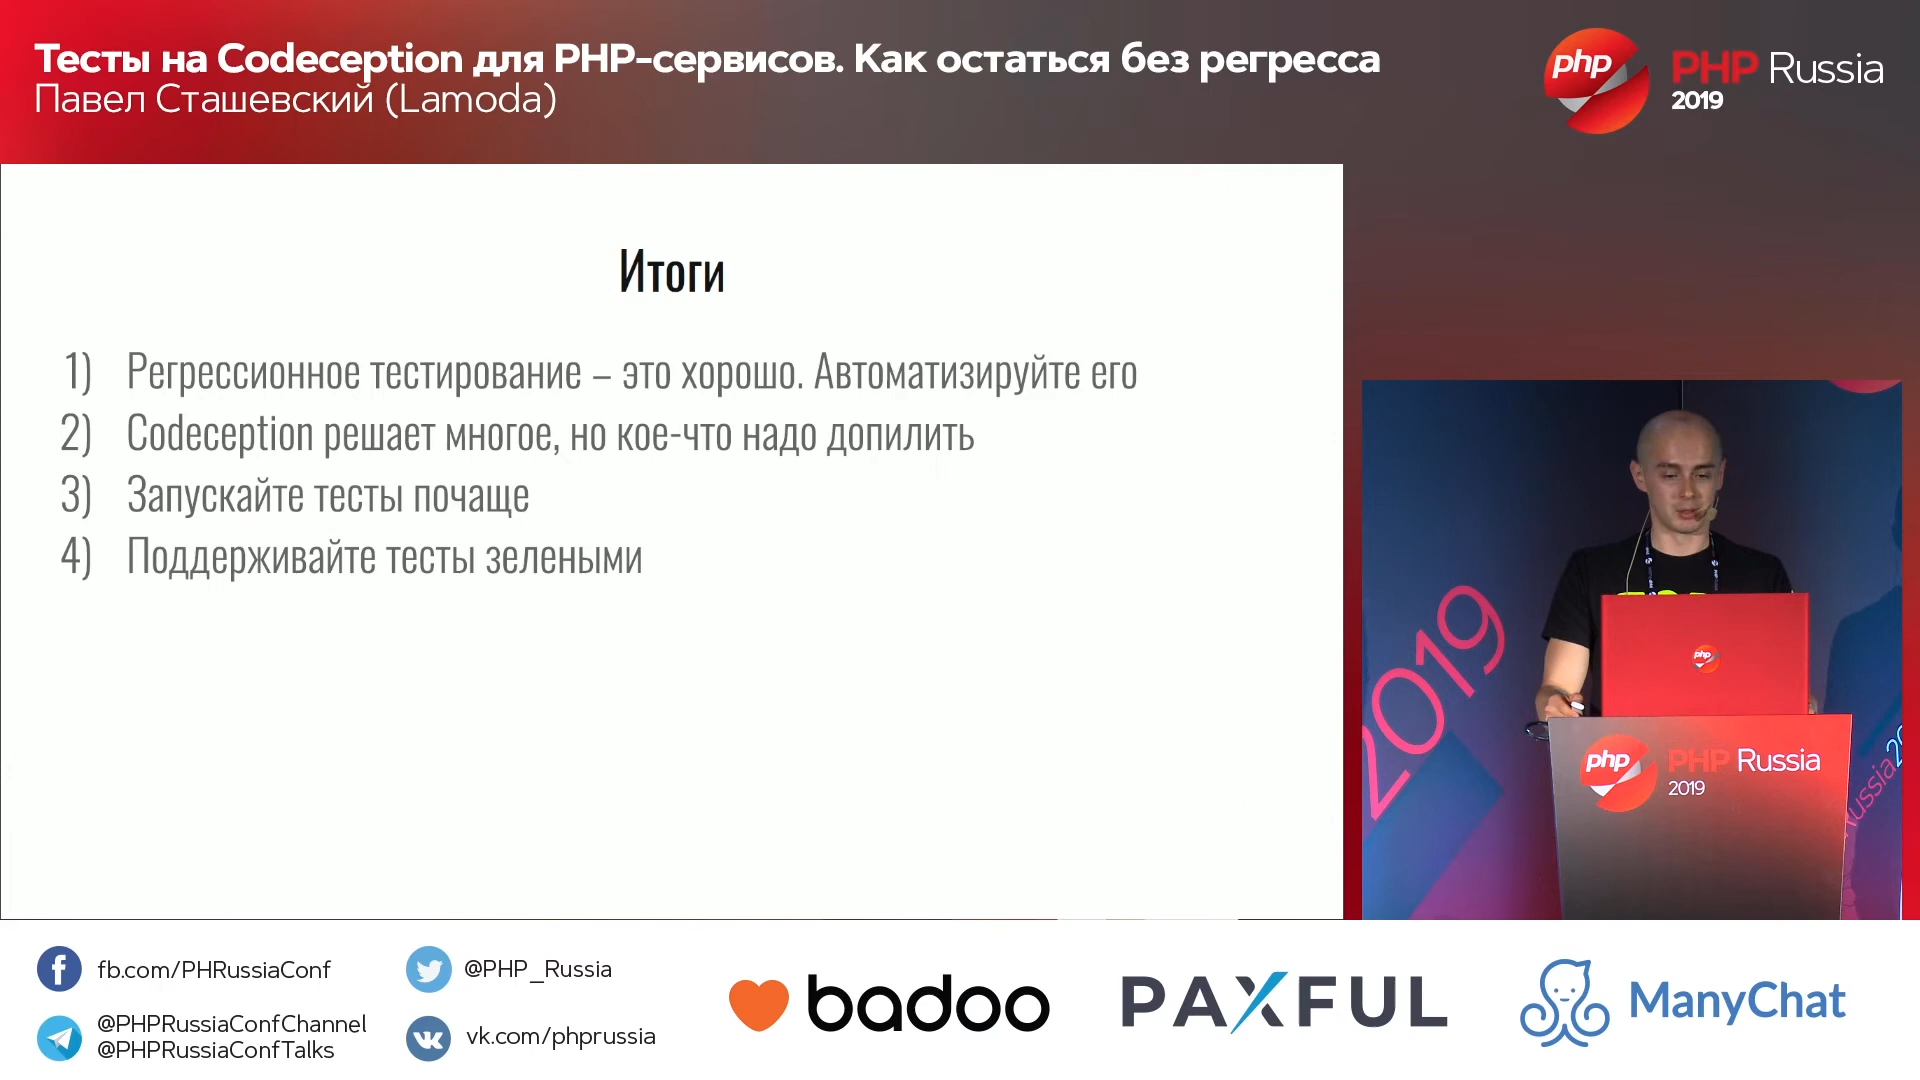 Тесты на Codeception для PHP-сервисов. Как остаться без регресса
Павел Сташевский (Lamoda)
php
PHP Russia
2019
Итоги
1) Регрессионное тестирование – это хорошо. Автоматизируйте его
2) Codeception решает многое, но кое-что надо допилить
3) Запускайте тесты почаще
4) Поддерживайте тесты зелеными
2019
php
php
PHP Russia
2019
Russia
fb.com/PHRussiaConf
@PHP_Russia
@PHPRussiaConfChannel
@PHPRussiaConfTalks
vk.com/phprussia
badoo
PAXFUL
ManyChat